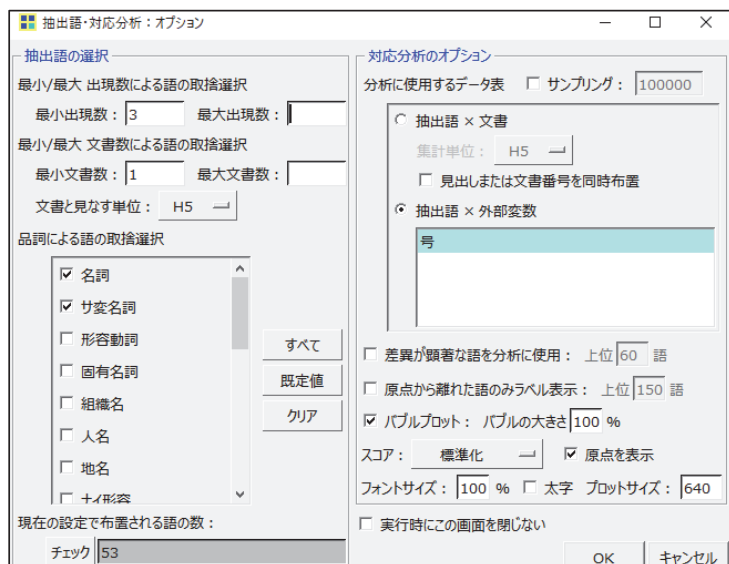 抽出語・対応分析：オプション
抽出語の選択
最小/最大 出現数による語の取捨選択
最小出現数： 3 最大出現数：
最小/最大 文書数による語の取捨選択
最小文書数： 1 最大文書数：
文書と見なす単位： H5
品詞による語の取捨選択
名詞
サ変名詞
形容動詞
固有名詞
組織名
人名
地名
ナイ形容
すべて
既定値
クリア
現在の設定で布置される語の数：
チェック 53
対応分析のオプション
分析に使用するデータ表 サンプリング： 100000
抽出語 × 文書
集計単位： H5
見出しまたは文書番号を同時布置
抽出語 × 外部変数
号
差異が顕著な語を分析に使用： 上位 60 語
原点から離れた語のみラベル表示： 上位 150 語
バブルプロット： バブルの大きさ 100 %
スコア： 標準化 原点を表示
フォントサイズ： 100 % 太字 プロットサイズ： 640
実行時にこの画面を閉じない
OK キャンセル